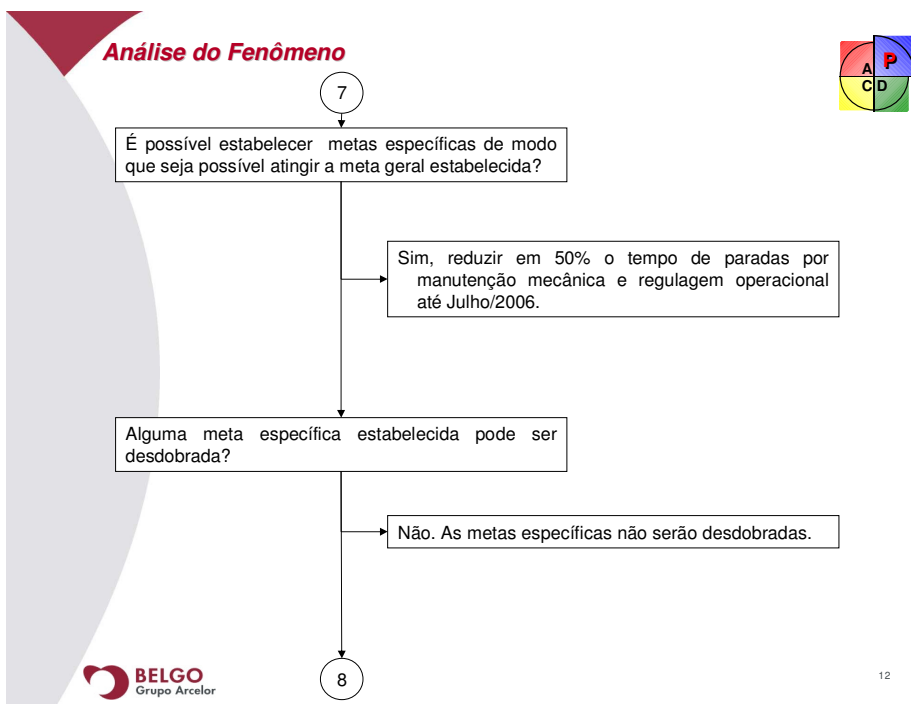 Análise do Fenômeno
A P
C D
7
É possível estabelecer metas específicas de modo
que seja possível atingir a meta geral estabelecida?
Sim, reduzir em 50% o tempo de paradas por
manutenção mecânica e regulagem operacional
até Julho/2006.
Alguma meta específica estabelecida pode ser
desdobrada?
Não. As metas específicas não serão desdobradas.
8
BELGO
Grupo Arcelor
12